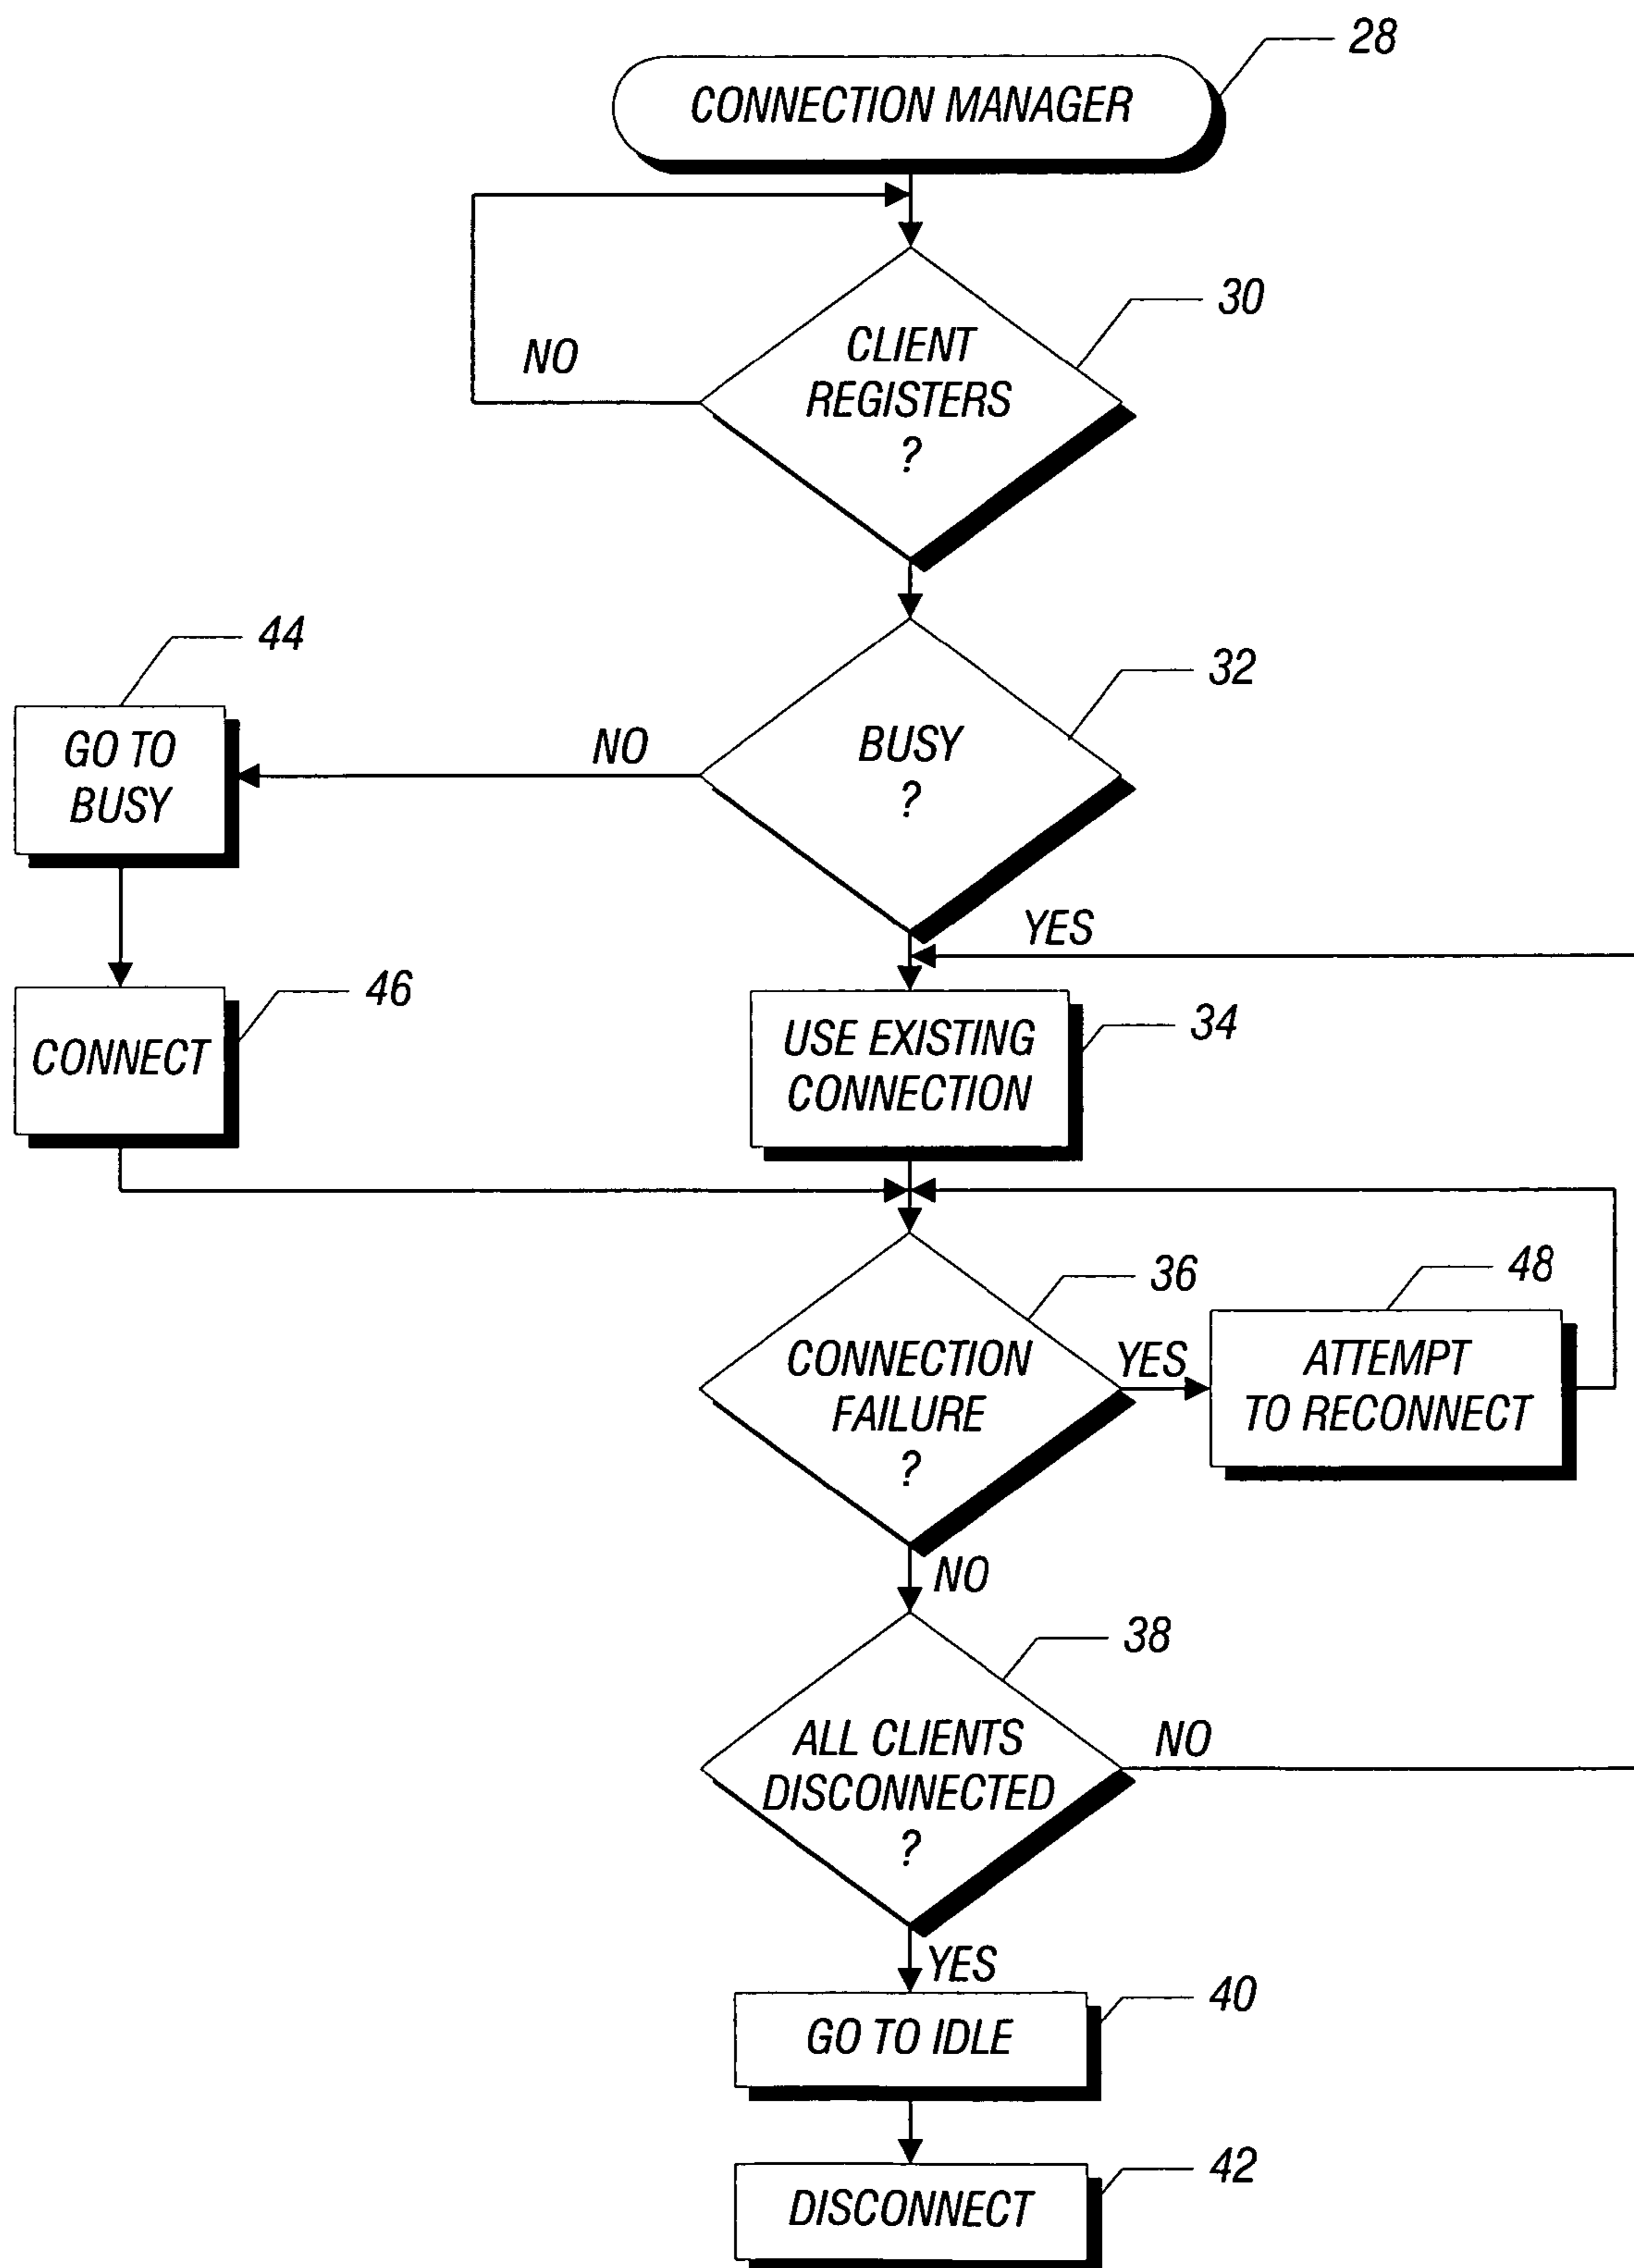 28
CONNECTION MANAGER
30
CLIENT
REGISTERS
?
NO
44
32
GO TO
BUSY
NO
BUSY
?
YES
46
CONNECT
34
USE EXISTING
CONNECTION
36
48
CONNECTION
FAILURE
?
YES
ATTEMPT
TO RECONNECT
NO
38
ALL CLIENTS
DISCONNECTED
?
NO
YES
40
GO TO IDLE
42
DISCONNECT